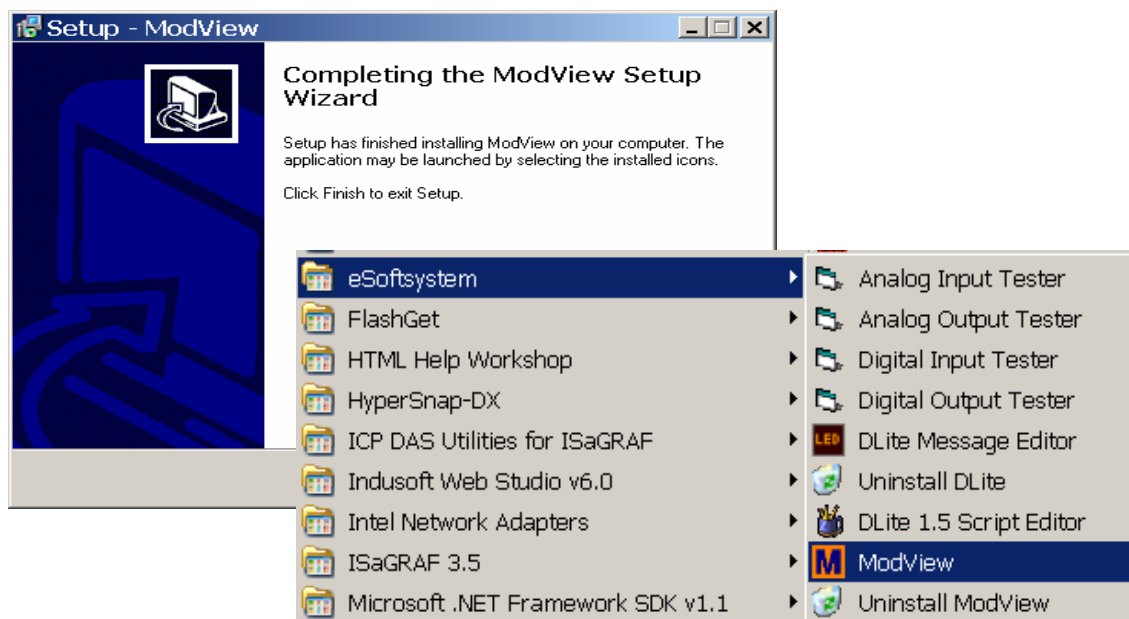 Setup - ModView
Completing the ModView Setup
Wizard
Setup has finished installing ModView on your computer. The
application may be launched by selecting the installed icons.
Click Finish to exit Setup.
eSoftsystem
FlashGet
HTML Help Workshop
HyperSnap-DX
ICP DAS Utilities for ISaGRAF
Indusoft Web Studio v6.0
Intel Network Adapters
ISaGRAF 3.5
Microsoft .NET Framework SDK v1.1
Analog Input Tester
Analog Output Tester
Digital Input Tester
Digital Output Tester
LED DLite Message Editor
Uninstall DLite
DLite 1.5 Script Editor
M ModView
Uninstall ModView